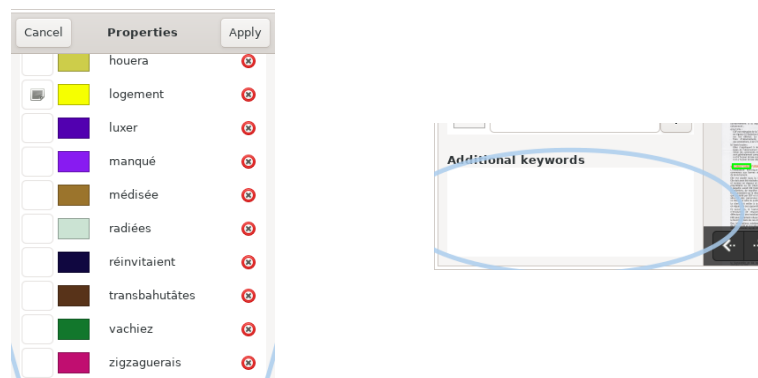 Cancel Properties Apply
houera
logement
luxer
manqué
médisée
radiées
réinvitaient
transbahutâtes
vachiez
zigzaguerais
Additional keywords